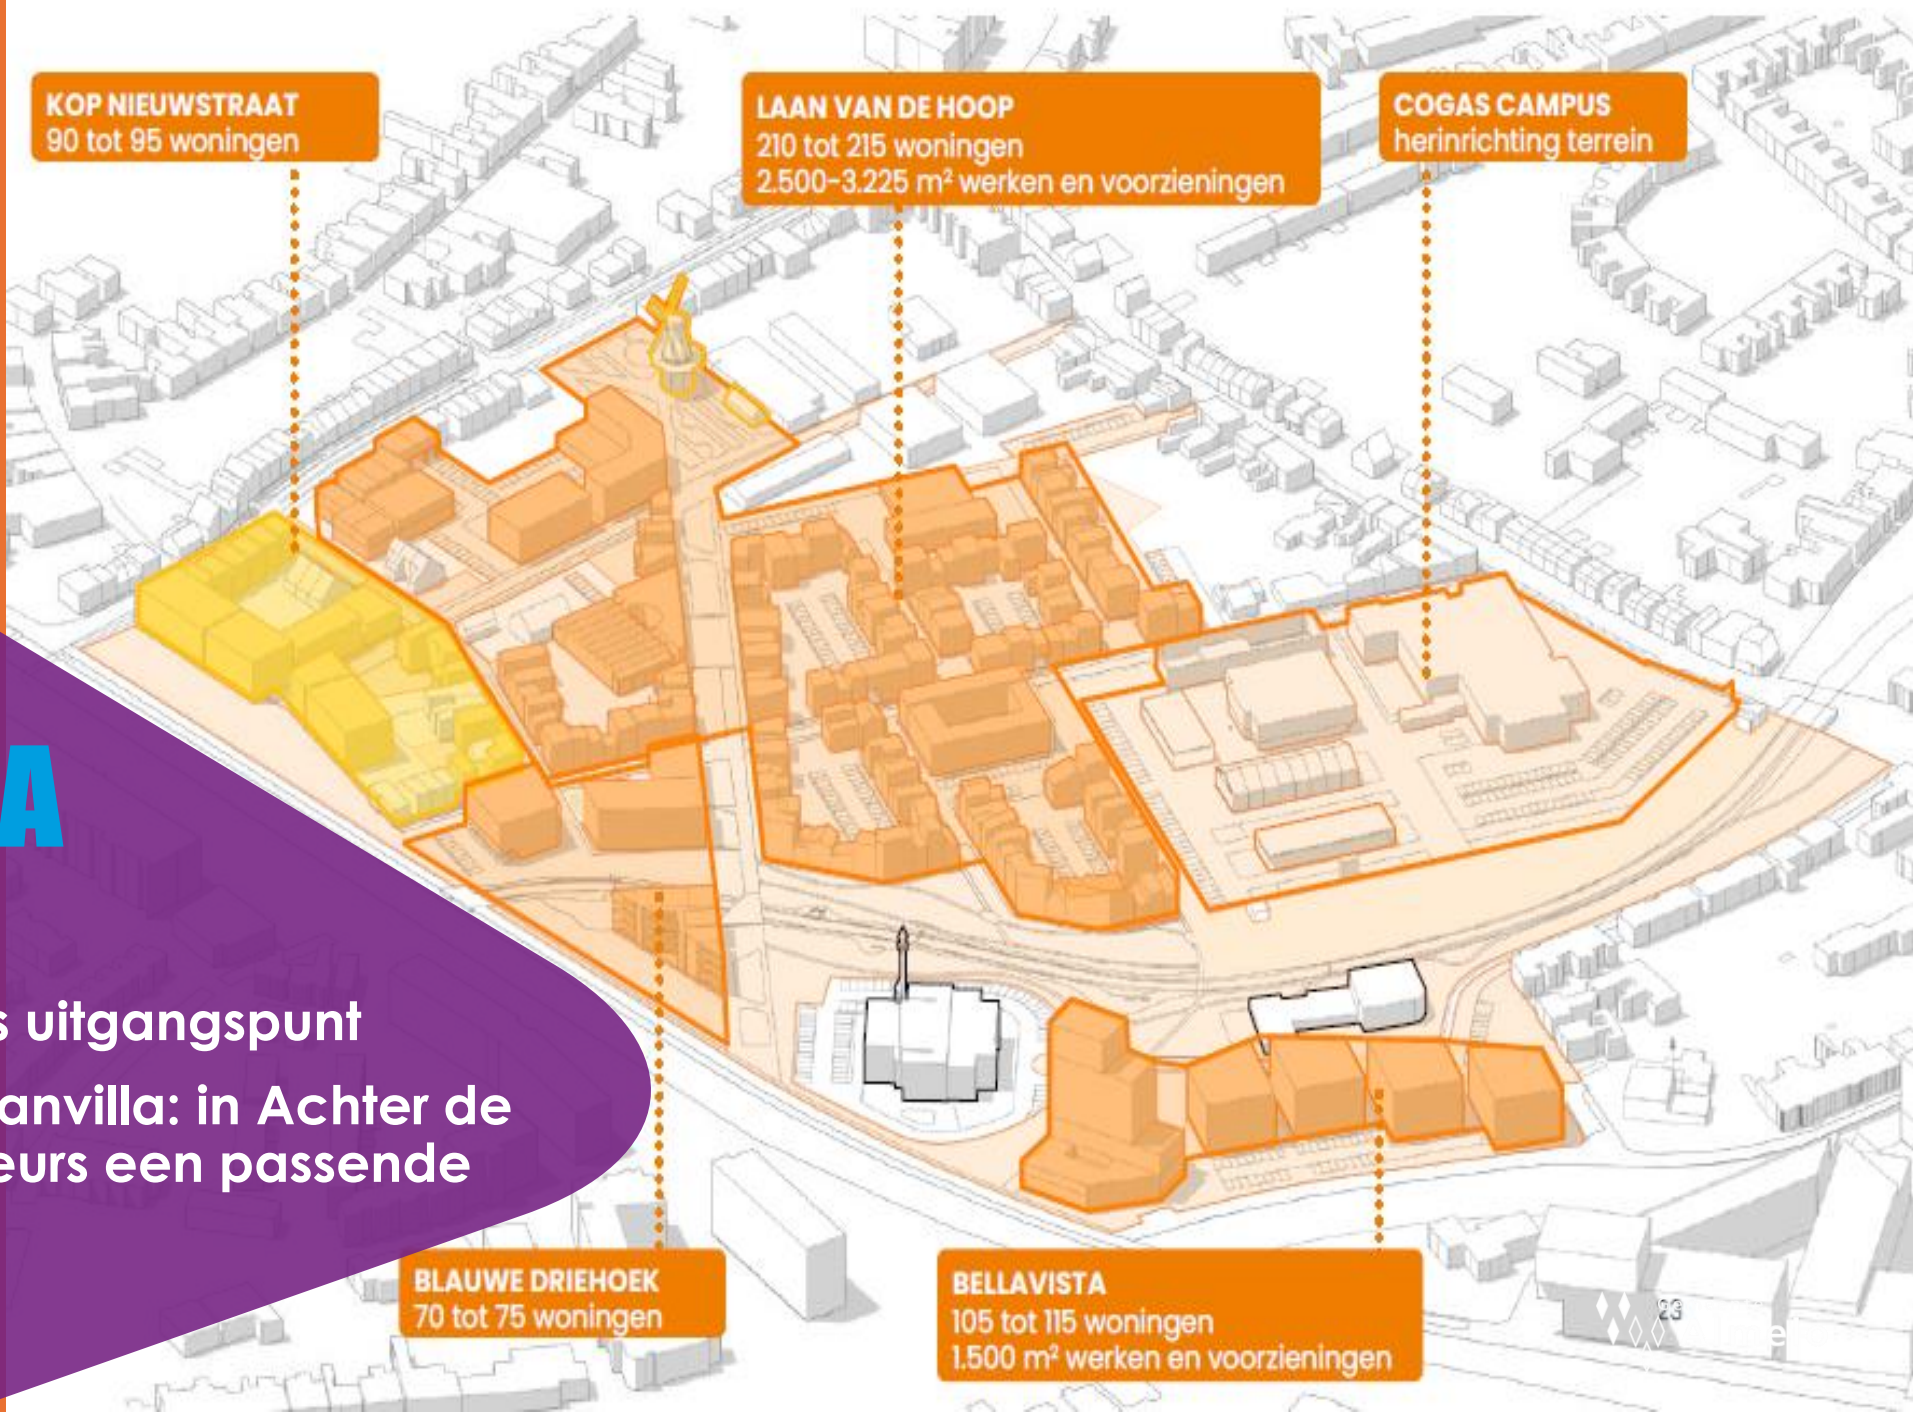 KOP NIEUWSTRAAT
90 tot 95 woningen
LAAN VAN DE HOOP
210 tot 215 woningen
2.500-3.225 m² werken en voorzieningen
COGAS CAMPUS
herinrichting terrein
A
s uitgangspunt
anvilla: in Achter de
eurs een passende
BLAUWE DRIEHOEK
70 tot 75 woningen
BELLAVISTA
105 tot 115 woningen
1.500 m² werken en voorzieningen
23